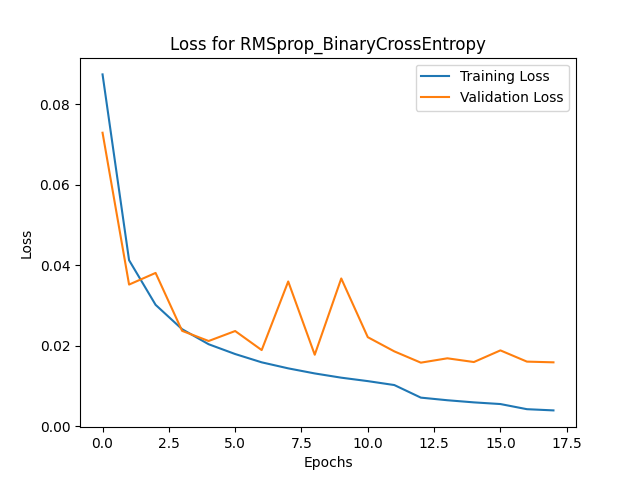 Loss for RMSprop_BinaryCrossEntropy
Training Loss
Validation Loss
0.08
0.06
0.04
0.02
0.00
Loss
0.0 2.5 5.0 7.5 10.0 12.5 15.0 17.5
Epochs